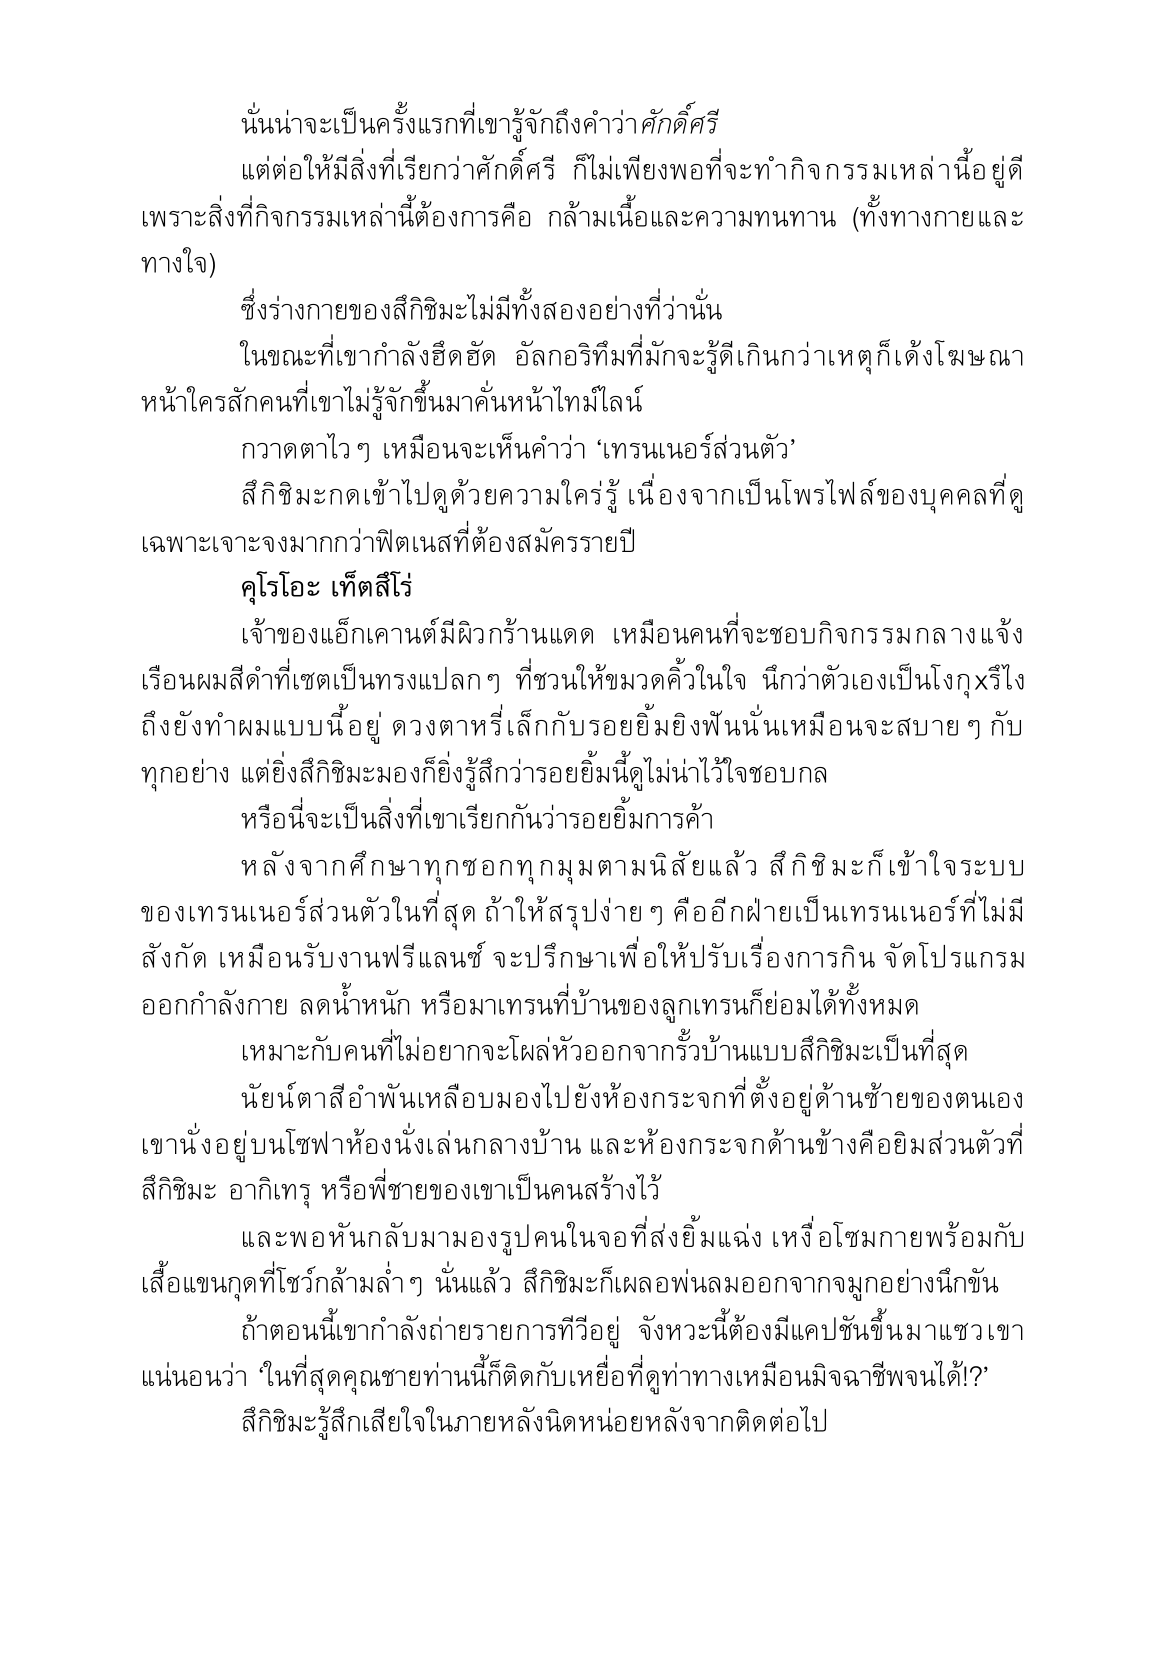 นั่นน่าจะเป็นครั้งแรกที่เขารู้จักถึงคำว่าศักดิ์ศรี
แต่ต่อให้มีสิ่งที่เรียกว่าศักดิ์ศรี ก็ไม่เพียงพอที่จะทำกิจกรรมเหล่านี้อยู่ดี
เพราะสิ่งที่กิจกรรมเหล่านี้ต้องการคือ กล้ามเนื้อและความทนทาน (ทั้งทางกายและ
ทางใจ)
ซึ่งร่างกายของสึกิชิมะไม่มีทั้งสองอย่างที่ว่านั่น
ในขณะที่เขากำลังฮึดฮัด อัลกอริทึมที่มักจะรู้ดีเกินกว่าเหตุก็เด้งโฆษณา
หน้าใครสักคนที่เขาไม่รู้จักขึ้นมาคั่นหน้าไทม์ไลน์
กวาดตาไวๆ เหมือนจะเห็นคำว่า ‘เทรนเนอร์ส่วนตัว’
สึกิชิมะกดเข้าไปดูด้วยความใคร่รู้ เนื่องจากเป็นโพรไฟล์ของบุคคลที่ดู
เฉพาะเจาะจงมากกว่าฟิตเนสที่ต้องสมัครรายปี
คุโรโอะ เท็ตสึโร่
เจ้าของแอ็กเคานต์มีผิวกร้านแดด เหมือนคนที่จะชอบกิจกรรมกลางแจ้ง
เรือนผมสีดำที่เซตเป็นทรงแปลกๆ ที่ชวนให้ขมวดคิ้วในใจ นึกว่าตัวเองเป็นโงกุxรึไง
ถึงยังทำผมแบบนี้อยู่ ดวงตาหรี่เล็กกับรอยยิ้มยิงฟันนั่นเหมือนจะสบายๆ กับ
ทุกอย่าง แต่ยิ่งสึกิชิมะมองก็ยิ่งรู้สึกว่ารอยยิ้มนี้ดูไม่น่าไว้ใจชอบกล
หรือนี่จะเป็นสิ่งที่เขาเรียกกันว่ารอยยิ้มการค้า
หลังจากศึกษาทุกซอกทุกมุมตามนิสัยแล้ว สึกิชิมะก็เข้าใจระบบ
ของเทรนเนอร์ส่วนตัวในที่สุด ถ้าให้สรุปง่ายๆ คืออีกฝ่ายเป็นเทรนเนอร์ที่ไม่มี
สังกัด เหมือนรับงานฟรีแลนซ์ จะปรึกษาเพื่อให้ปรับเรื่องการกิน จัดโปรแกรม
ออกกำลังกาย ลดน้ำหนัก หรือมาเทรนที่บ้านของลูกเทรนก็ย่อมได้ทั้งหมด
เหมาะกับคนที่ไม่อยากจะโผล่หัวออกจากรั้วบ้านแบบสึกิชิมะเป็นที่สุด
นัยน์ตาสีอำพันเหลือบมองไปยังห้องกระจกที่ตั้งอยู่ด้านซ้ายของตนเอง
เขานั่งอยู่บนโซฟาห้องนั่งเล่นกลางบ้าน และห้องกระจกด้านข้างคือยิมส่วนตัวที่
สึกิชิมะ อากิเทรุ หรือพี่ชายของเขาเป็นคนสร้างไว้
และพอหันกลับมามองรูปคนในจอที่ส่งยิ้มแฉ่ง เหงื่อโซมกายพร้อมกับ
เสื้อแขนกุดที่โชว์กล้ามล่ำๆ นั่นแล้ว สึกิชิมะก็เผลอพ่นลมออกจากจมูกอย่างนึกขัน
ถ้าตอนนี้เขากำลังถ่ายรายการทีวีอยู่ จังหวะนี้ต้องมีแคปชันขึ้นมาแซวเขา
แน่นอนว่า ‘ในที่สุดคุณชายท่านนี้ก็ติดกับเหยื่อที่ดูท่าทางเหมือนมิจฉาชีพจนได้!?’
สึกิชิมะรู้สึกเสียใจในภายหลังนิดหน่อยหลังจากติดต่อไป